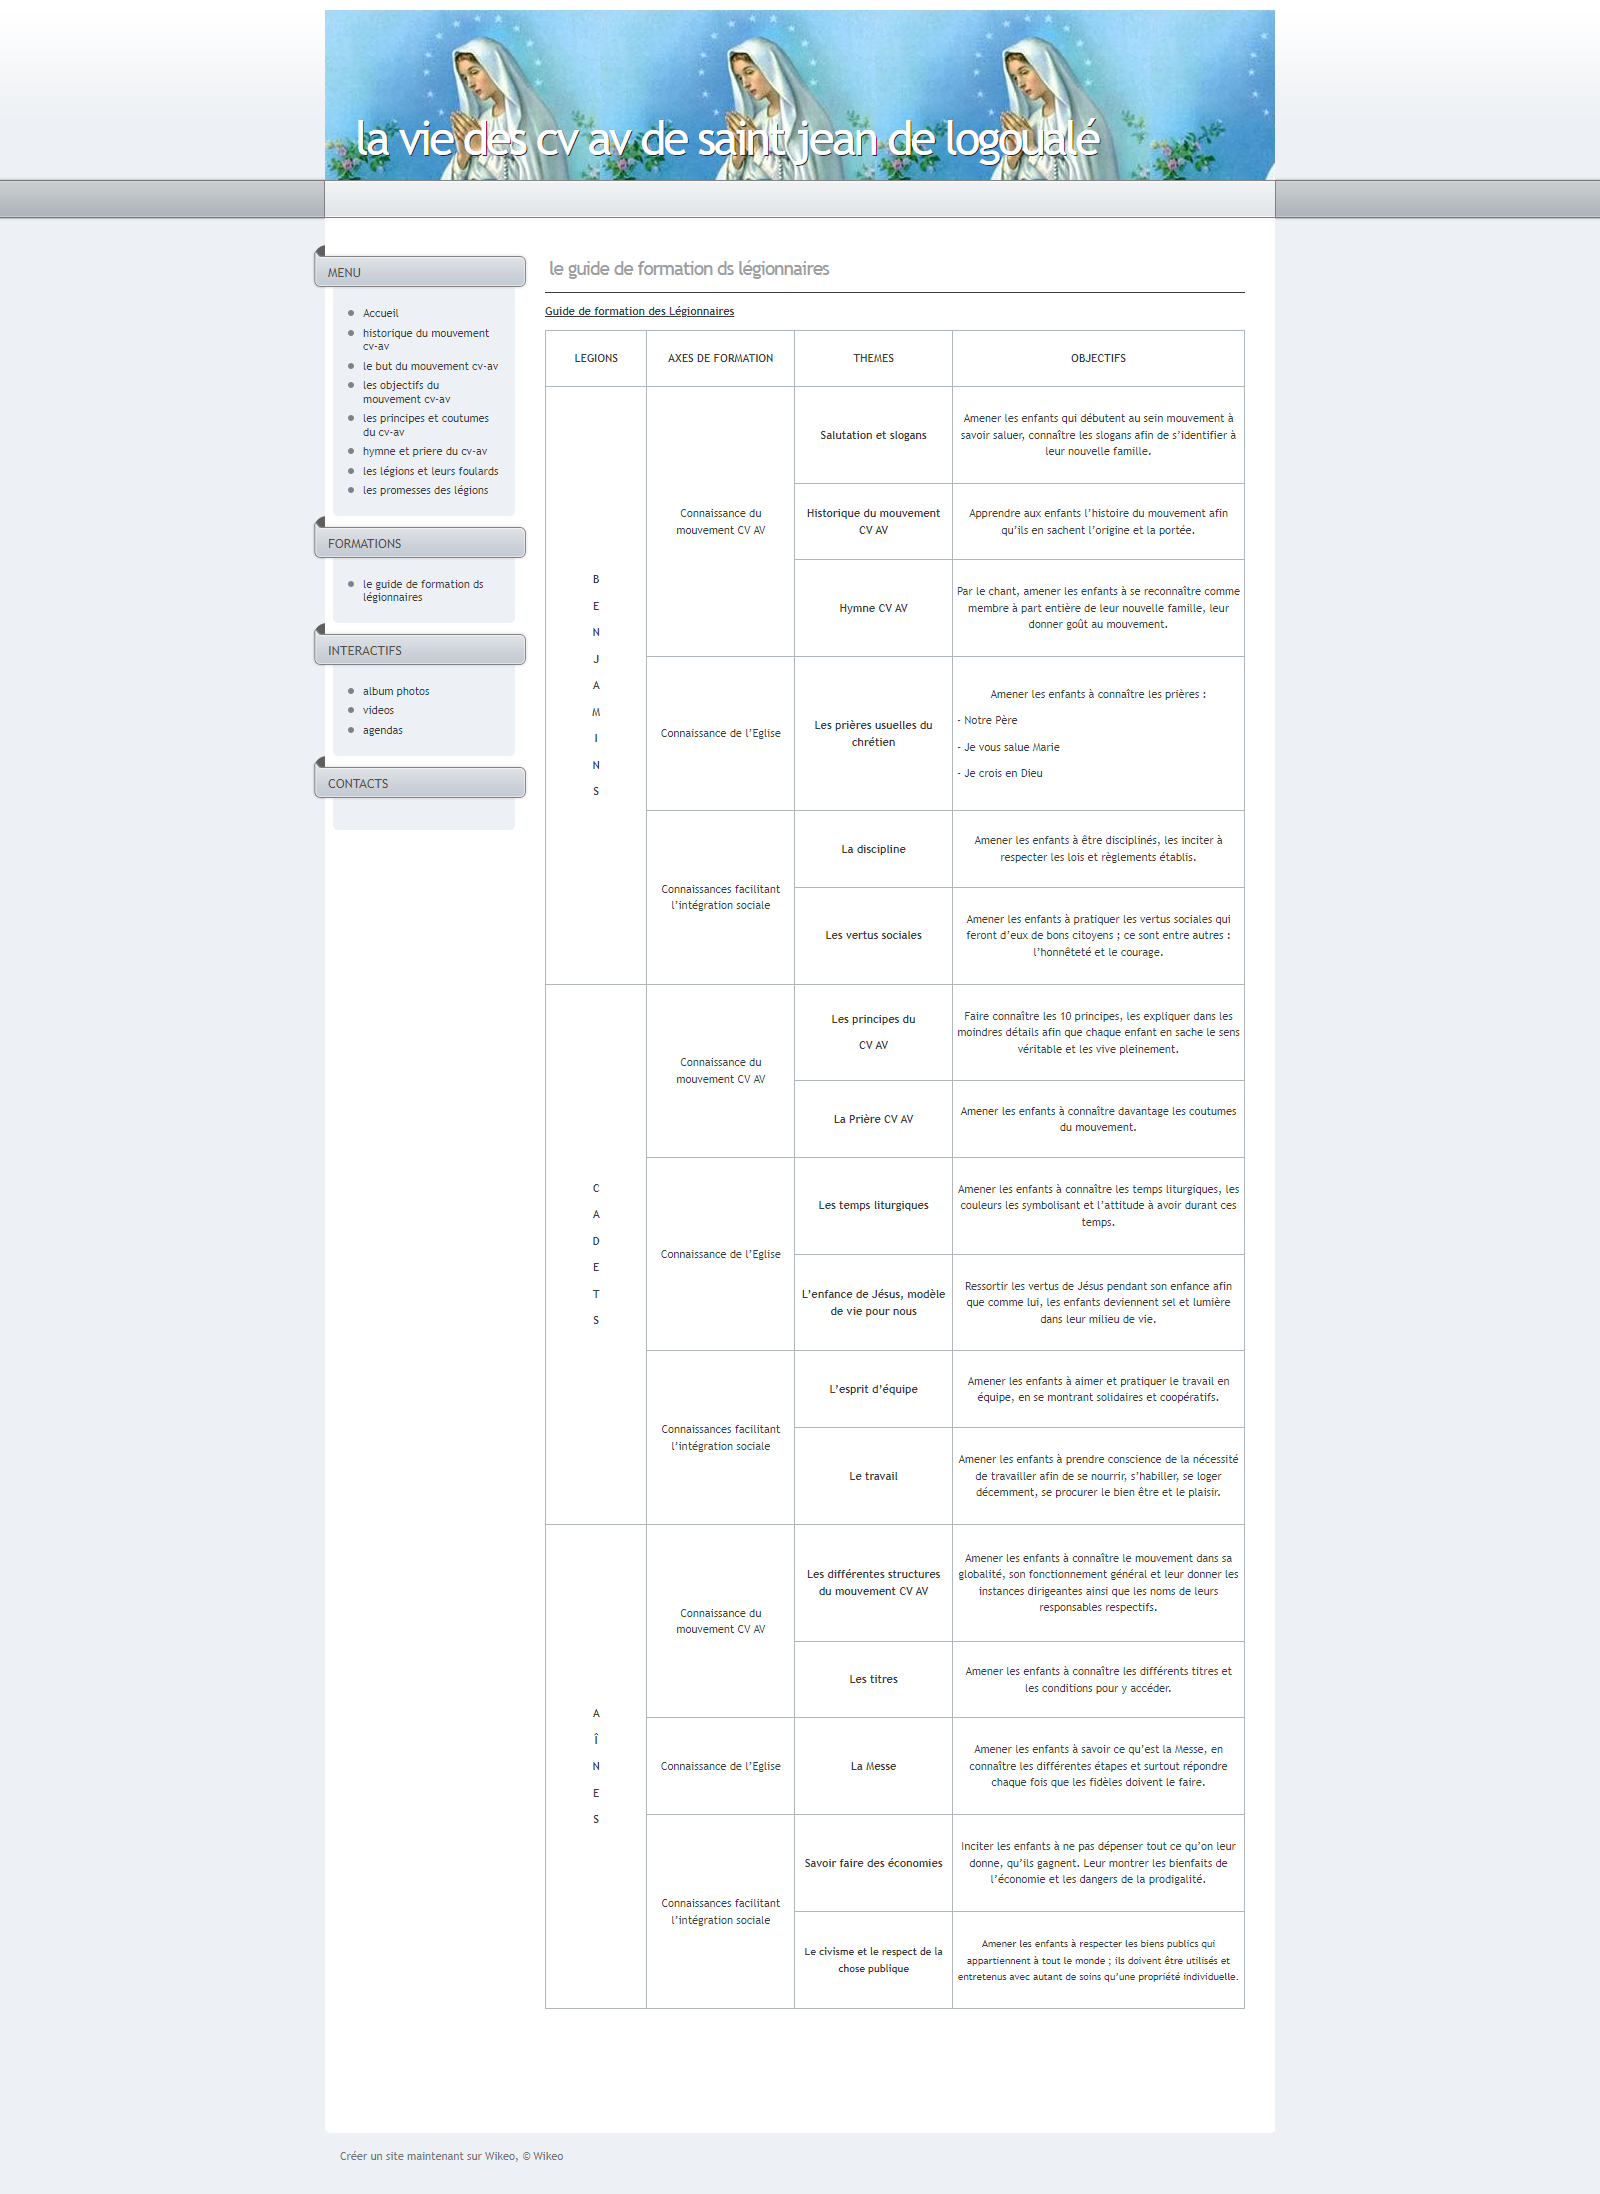 la vie des cv av de saint jean de logoualé
MENU
Accueil
historique du mouvement
cv-av
le but du mouvement cv-av
les objectifs du
mouvement cv-av
les principes et coutumes
du cv-av
hymne et priere du cv-av
les légions et leurs foulards
les promesses des légions
FORMATIONS
le guide de formation ds
légionnaires
INTERACTIFS
album photos
videos
agendas
CONTACTS
le guide de formation ds légionnaires
Guide de formation des Légionnaires
LEGIONS
AXES DE FORMATION
THEMES
OBJECTIFS
B
E
N
J
A
M
I
N
S
Connaissance du
mouvement CV AV
Salutation et slogans
Amener les enfants qui débutent au sein mouvement à
savoir saluer, connaître les slogans afin de s’identifier à
leur nouvelle famille.
Historique du mouvement
CV AV
Apprendre aux enfants l’histoire du mouvement afin
qu’ils en sachent l’origine et la portée.
Hymne CV AV
Par le chant, amener les enfants à se reconnaître comme
membre à part entière de leur nouvelle famille, leur
donner goût au mouvement.
Connaissance de l’Eglise
Les prières usuelles du
chrétien
Amener les enfants à connaître les prières :
- Notre Père
- Je vous salue Marie
- Je crois en Dieu
Connaissances facilitant
l’intégration sociale
La discipline
Amener les enfants à être disciplinés, les inciter à
respecter les lois et règlements établis.
Les vertus sociales
Amener les enfants à pratiquer les vertus sociales qui
feront d’eux de bons citoyens ; ce sont entre autres :
l’honnêteté et le courage.
C
A
D
E
T
S
Connaissance du
mouvement CV AV
Les principes du
CV AV
Faire connaître les 10 principes, les expliquer dans les
moindres détails afin que chaque enfant en sache le sens
véritable et les vive pleinement.
La Prière CV AV
Amener les enfants à connaître davantage les coutumes
du mouvement.
Connaissance de l’Eglise
Les temps liturgiques
Amener les enfants à connaître les temps liturgiques, les
couleurs les symbolisant et l’attitude à avoir durant ces
temps.
L’enfance de Jésus, modèle
de vie pour nous
Ressortir les vertus de Jésus pendant son enfance afin
que comme lui, les enfants deviennent sel et lumière
dans leur milieu de vie.
Connaissances facilitant
l’intégration sociale
L’esprit d’équipe
Amener les enfants à aimer et pratiquer le travail en
équipe, en se montrant solidaires et coopératifs.
Le travail
Amener les enfants à prendre conscience de la nécessité
de travailler afin de se nourrir, s’habiller, se loger
décemment, se procurer le bien être et le plaisir.
A
Î
N
E
S
Connaissance du
mouvement CV AV
Les différentes structures
du mouvement CV AV
Amener les enfants à connaître le mouvement dans sa
globalité, son fonctionnement général et leur donner les
instances dirigeantes ainsi que les noms de leurs
responsables respectifs.
Les titres
Amener les enfants à connaître les différents titres et
les conditions pour y accéder.
Connaissance de l’Eglise
La Messe
Amener les enfants à savoir ce qu’est la Messe, en
connaître les différentes étapes et surtout répondre
chaque fois que les fidèles doivent le faire.
Connaissances facilitant
l’intégration sociale
Savoir faire des économies
Inciter les enfants à ne pas dépenser tout ce qu’on leur
donne, qu’ils gagnent. Leur montrer les bienfaits de
l’économie et les dangers de la prodigalité.
Le civisme et le respect de la
chose publique
Amener les enfants à respecter les biens publics qui
appartiennent à tout le monde ; ils doivent être utilisés et
entretenus avec autant de soins qu’une propriété individuelle.
Créer un site maintenant sur Wikeo, © Wikeo